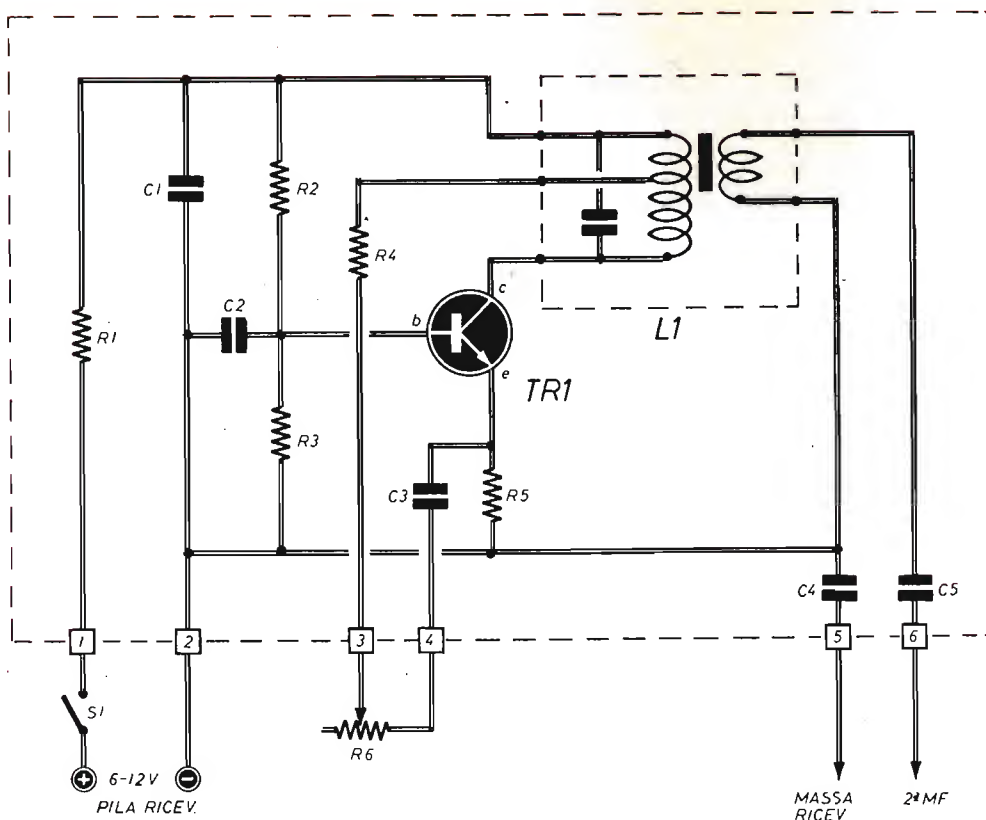 C1
R2
R4
C2
R1
b
c
e
L1
TR1
R3
C3
R5
C4
C5
1
2
3
4
5
6
S1
R6
+
6-12V
-
PILA RICEV.
MASSA
RICEV
2ª MF